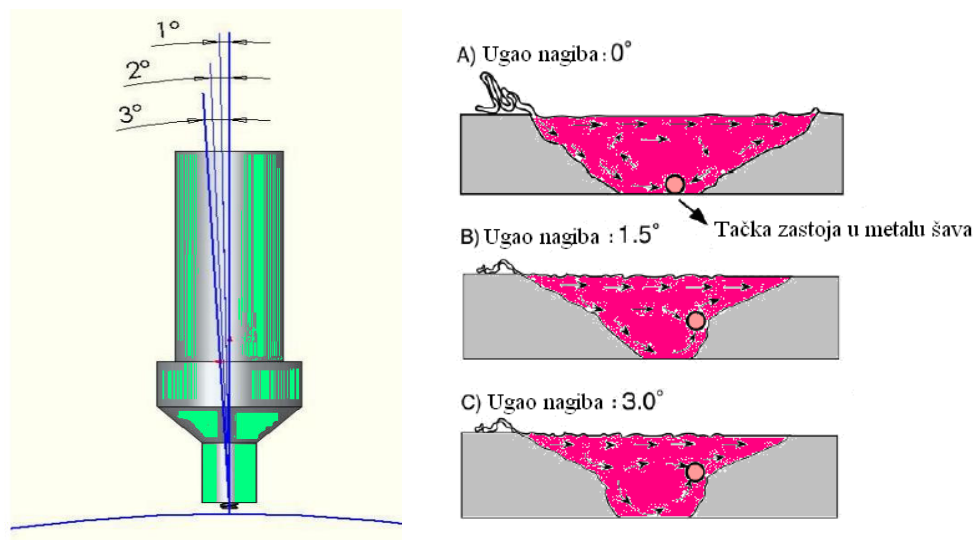 1°
2°
3°
A) Ugao nagiba : 0°
Tačka zastoja u metalu šava
B) Ugao nagiba : 1.5°
C) Ugao nagiba : 3.0°